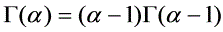 Γ(α) = (α − 1)Γ(α − 1)